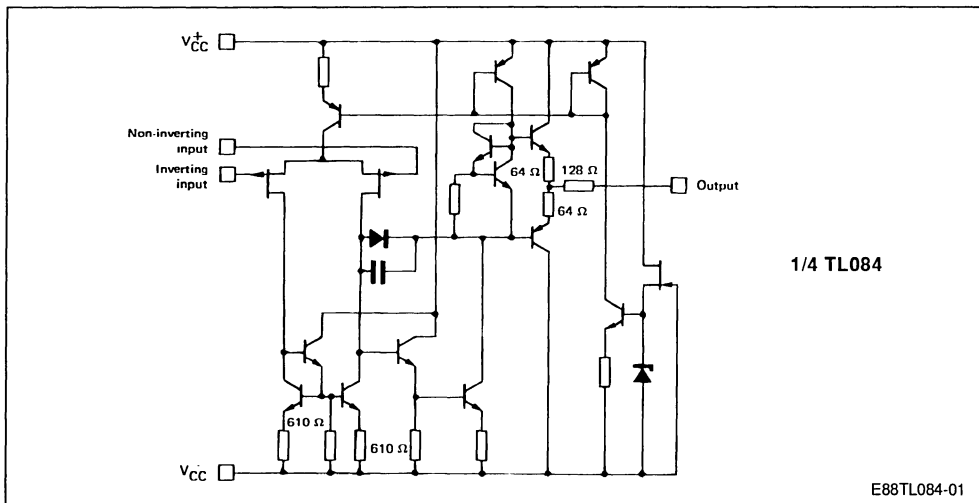 V⁺CC
Non-inverting
input
Inverting
input
64 Ω
128 Ω
Output
64 Ω
1/4 TL084
610 Ω
610 Ω
V⁻CC
E88TL084-01